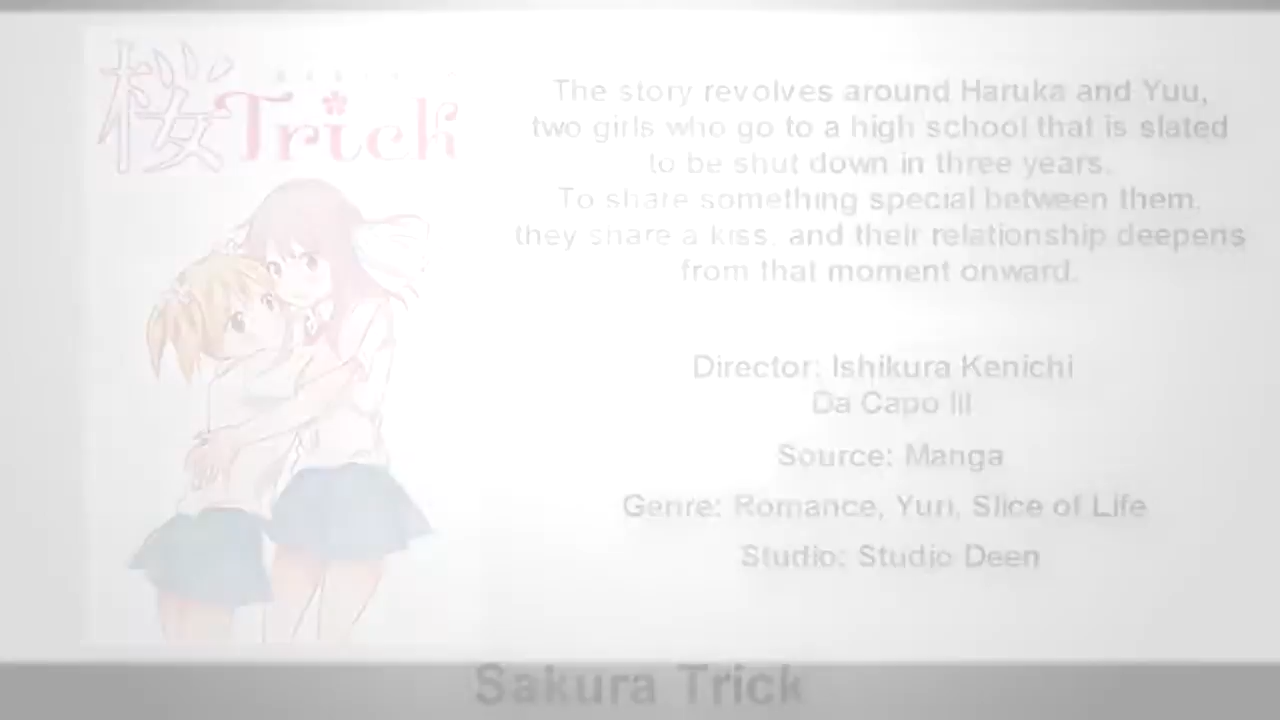 桜Trick
The story revolves around Haruka and Yuu,
two girls who go to a high school that is slated
to be shut down in three years.
To share something special between them,
they share a kiss, and their relationship deepens
from that moment onward.
Director: Ishikura Kenichi
Da Capo III
Source: Manga
Genre: Romance, Yuri, Slice of Life
Studio: Studio Deen
Sakura Trick